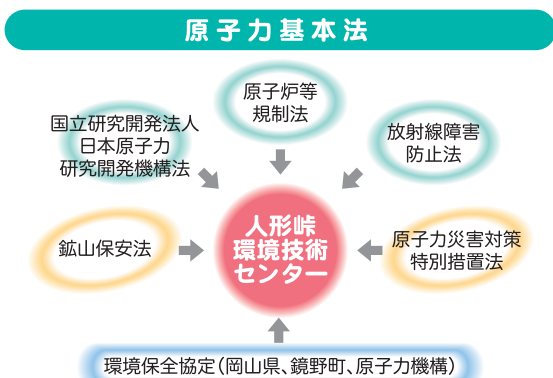 原子力基本法
原子炉等
規制法
国立研究開発法人
日本原子力
研究開発機構法
放射線障害
防止法
鉱山保安法
人形峠
環境技術
センター
原子力災害対策
特別措置法
環境保全協定（岡山県、鏡野町、原子力機構）